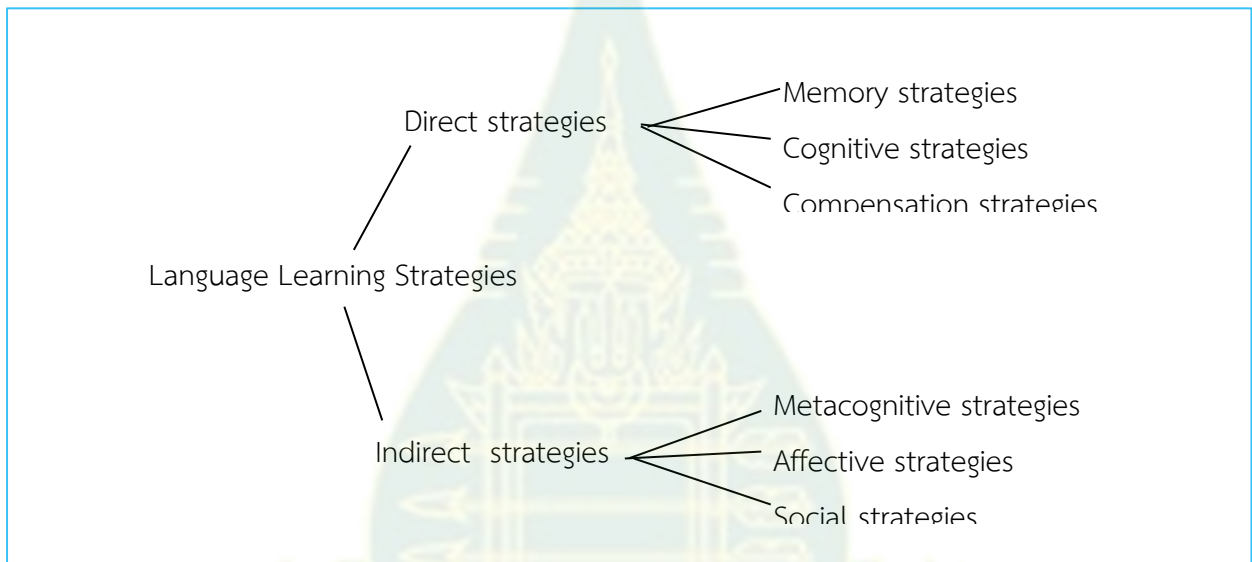 Direct strategies
Memory strategies
Cognitive strategies
Compensation strategies
Language Learning Strategies
Indirect strategies
Metacognitive strategies
Affective strategies
Social strategies